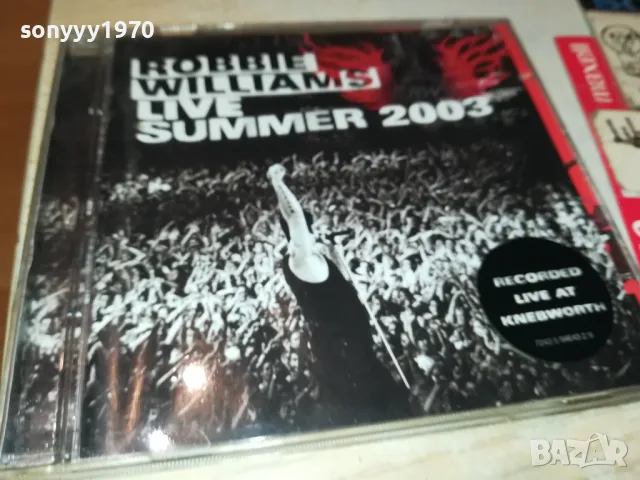 sonyyy1970
ROBBIE
WILLIAMS
LIVE
SUMMER 2003
RECORDED
LIVE AT
KNEBWORTH
BAZAR